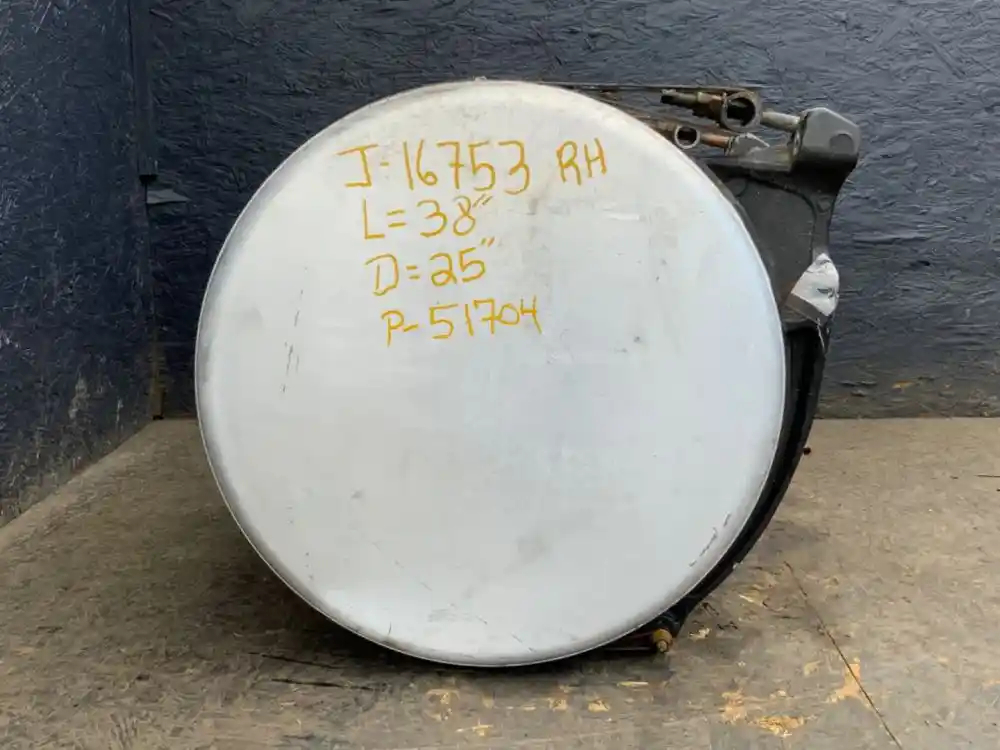 J-16753 RH
L=38"
D=25"
P-51704